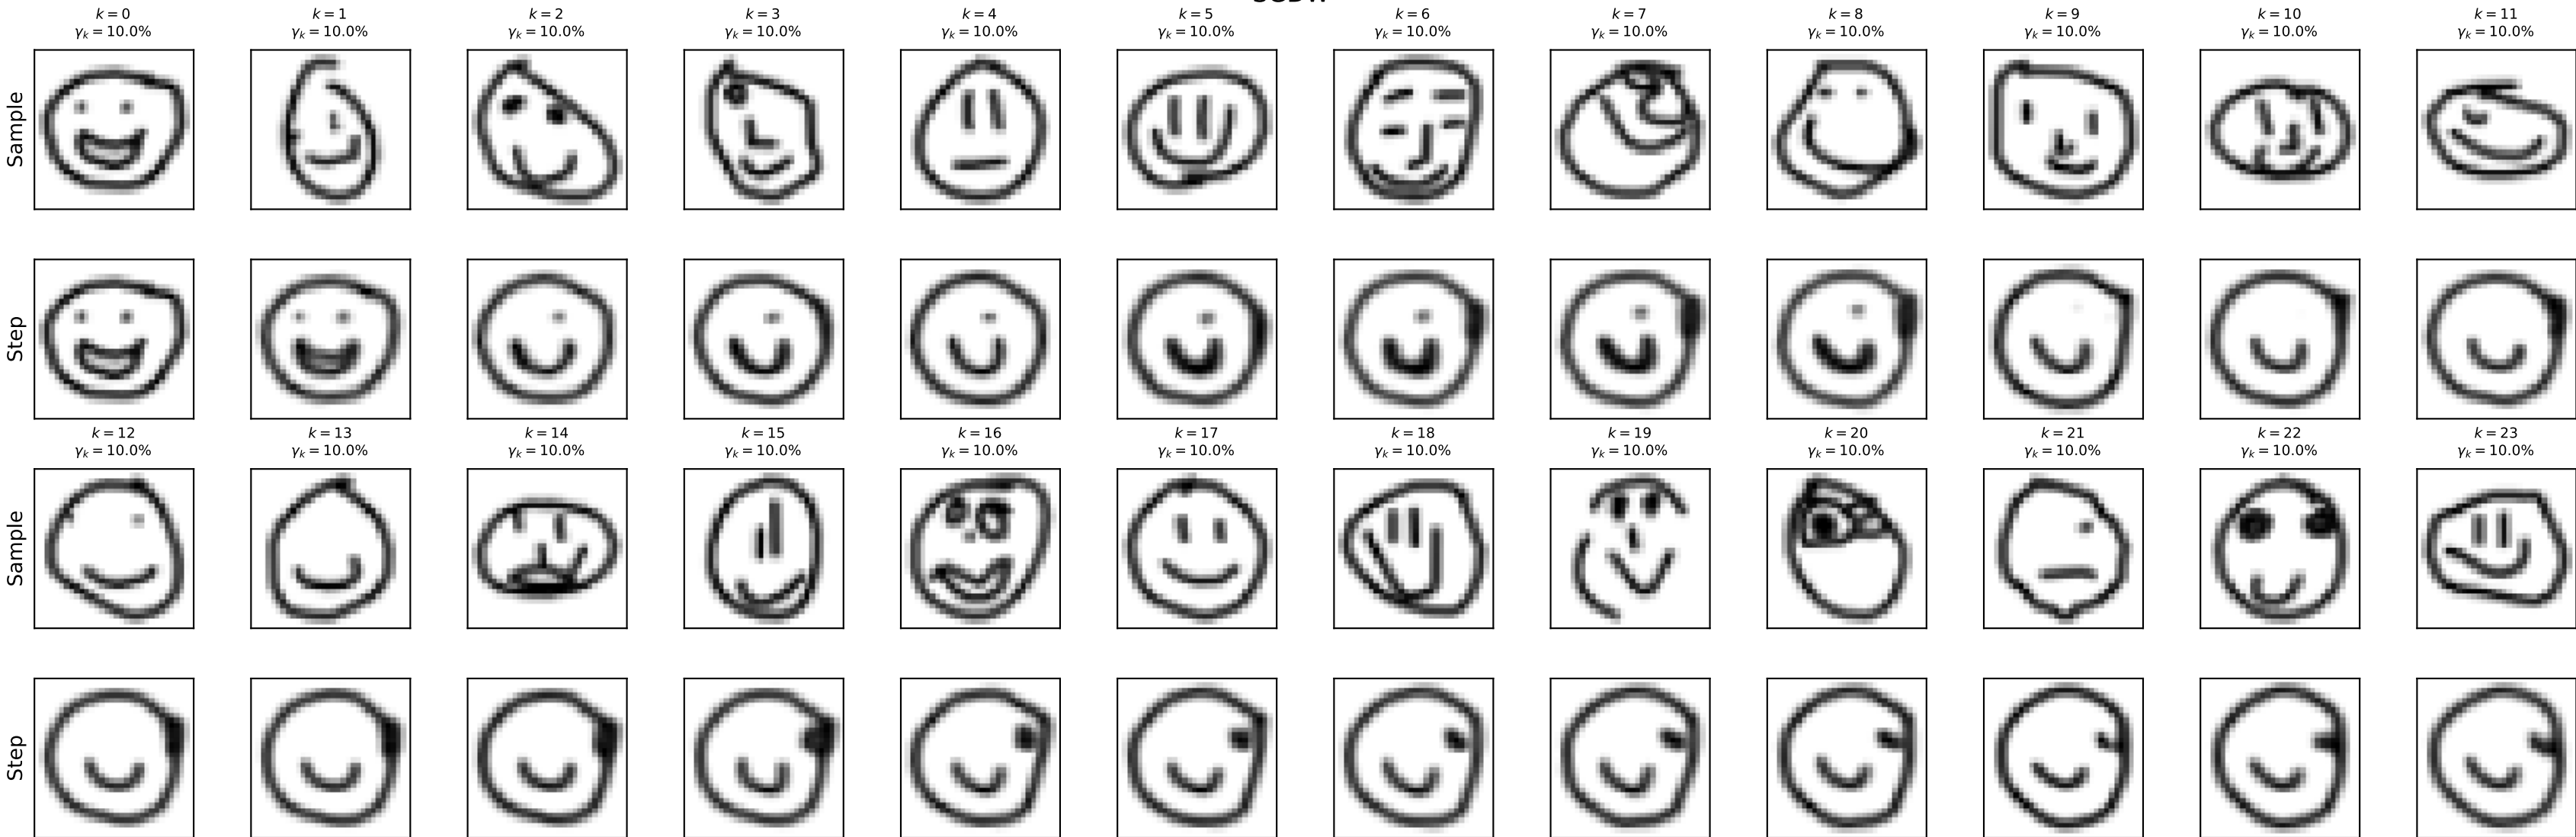 k = 0 k = 1 k = 2 k = 3 k = 4 k = 5 k = 6 k = 7 k = 8 k = 9 k = 10 k = 11
γk = 10.0% γk = 10.0% γk = 10.0% γk = 10.0% γk = 10.0% γk = 10.0% γk = 10.0% γk = 10.0% γk = 10.0% γk = 10.0% γk = 10.0% γk = 10.0%
Sample
Step
k = 12 k = 13 k = 14 k = 15 k = 16 k = 17 k = 18 k = 19 k = 20 k = 21 k = 22 k = 23
γk = 10.0% γk = 10.0% γk = 10.0% γk = 10.0% γk = 10.0% γk = 10.0% γk = 10.0% γk = 10.0% γk = 10.0% γk = 10.0% γk = 10.0% γk = 10.0%
Sample
Step